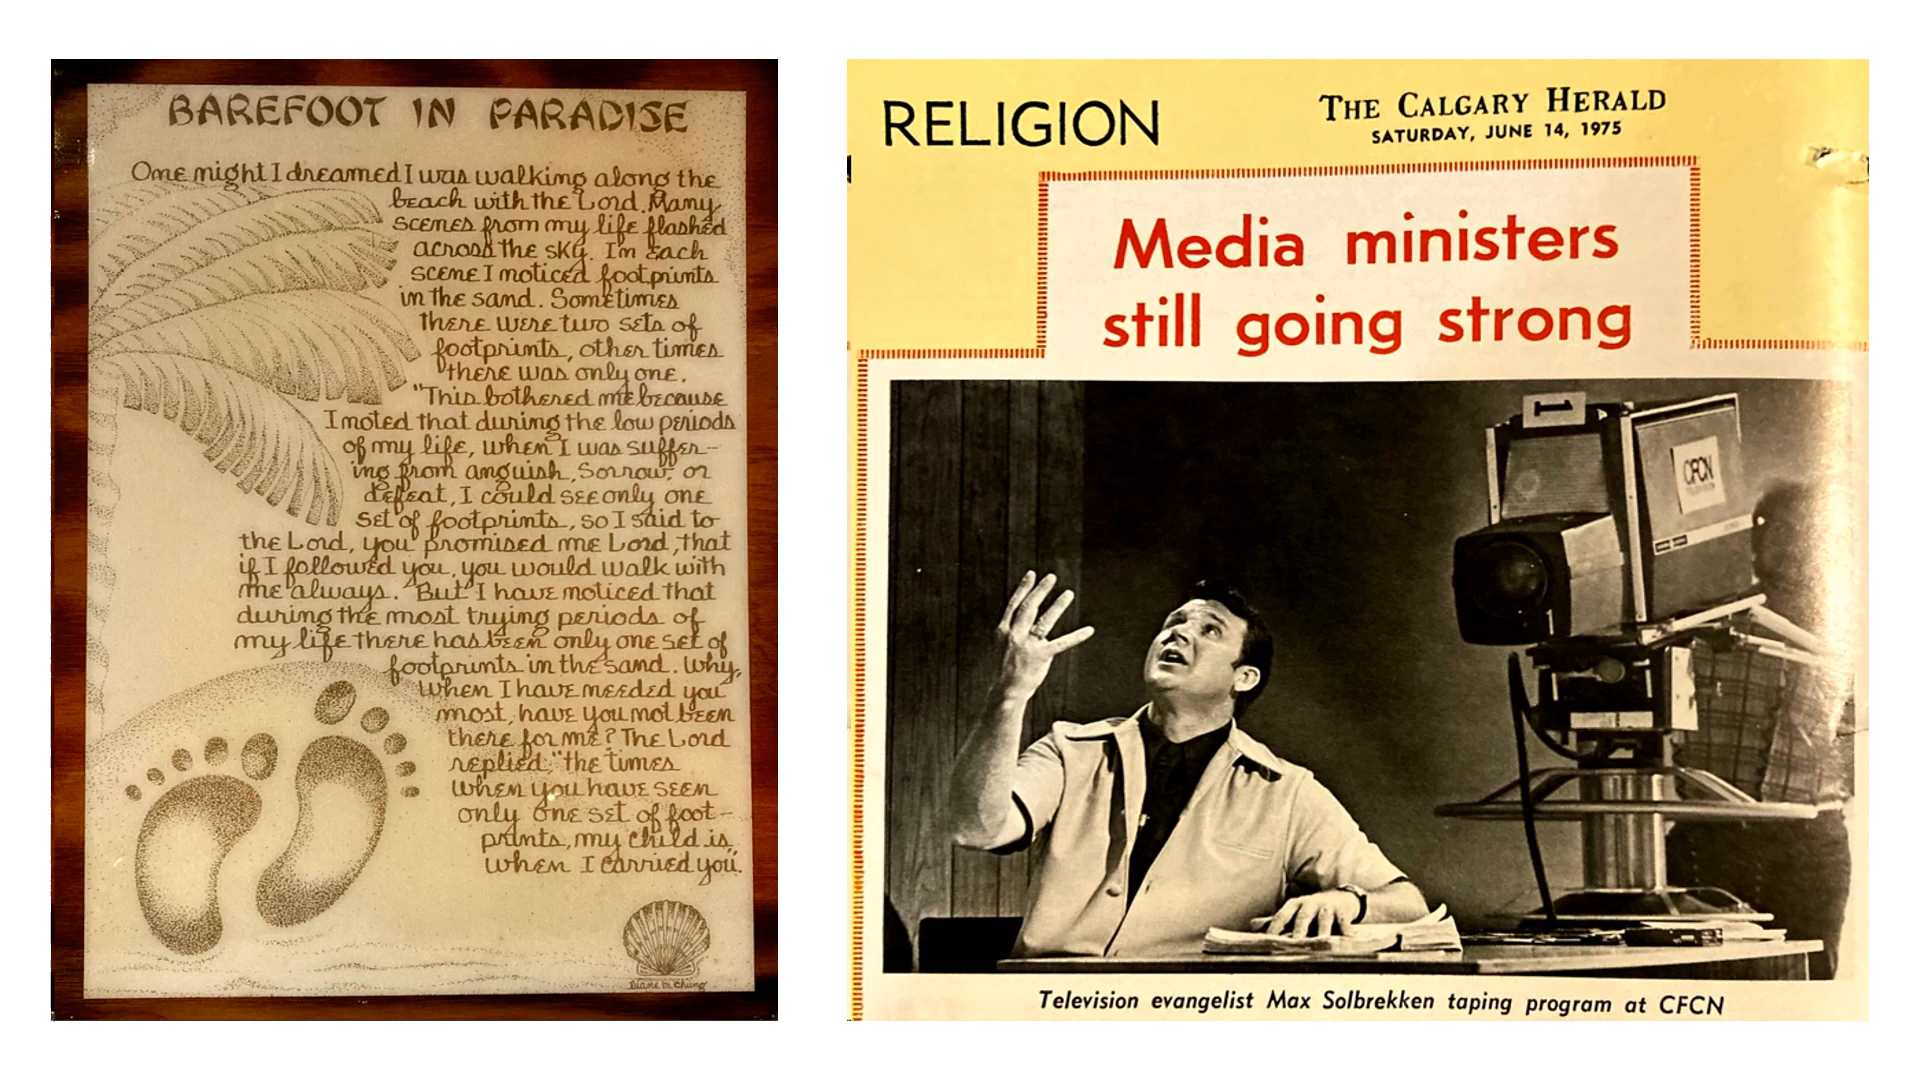 BAREFOOT IN PARADISE
One night I dreamed I was walking along the
beach with the Lord. Many
scenes from my life flashed
across the sky. In each
scene I noticed footprints
in the sand. Sometimes
there were two sets of
footprints, other times
there was only one.
"This bothered me because
I noted that during the low periods
of my life, when I was suffer-
ing from anguish, sorrow, or
defeat, I could see only one
set of footprints, so I said to
the Lord, you promised me Lord, that
if I followed you, you would walk with
me always. "But I have noticed that
during the most trying periods of
my life there has been only one set of
footprints in the sand. Why,
when I have needed you
most, have you not been
there for me? The Lord
replied, "the times
when you have seen
only one set of foot-
prints, my child is
when I carried you".
Diane M. Chung
RELIGION
THE CALGARY HERALD
SATURDAY, JUNE 14, 1975
Media ministers
still going strong
1
CFCN
TELEVISION
Television evangelist Max Solbrekken taping program at CFCN